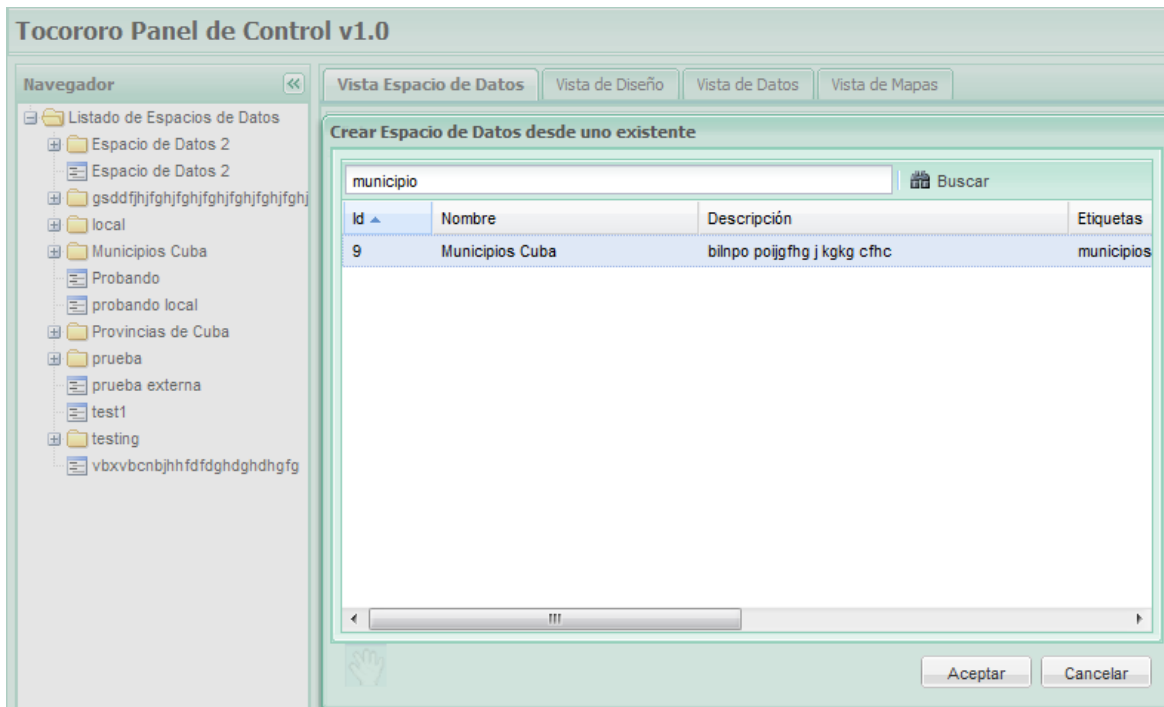 Tocororo Panel de Control v1.0
Navegador
Listado de Espacios de Datos
Espacio de Datos 2
Espacio de Datos 2
gsddfjhjfghjfghjfghjfghjfghjfghj
local
Municipios Cuba
Probando
probando local
Provincias de Cuba
prueba
prueba externa
test1
testing
vbxvbcnbjhhfdfdghdghdhgfg
Vista Espacio de Datos Vista de Diseño Vista de Datos Vista de Mapas
Crear Espacio de Datos desde uno existente
municipio Buscar
Id Nombre Descripción Etiquetas
9 Municipios Cuba bilnpo poijgfhg j kgkg cfhc municipios
Aceptar Cancelar